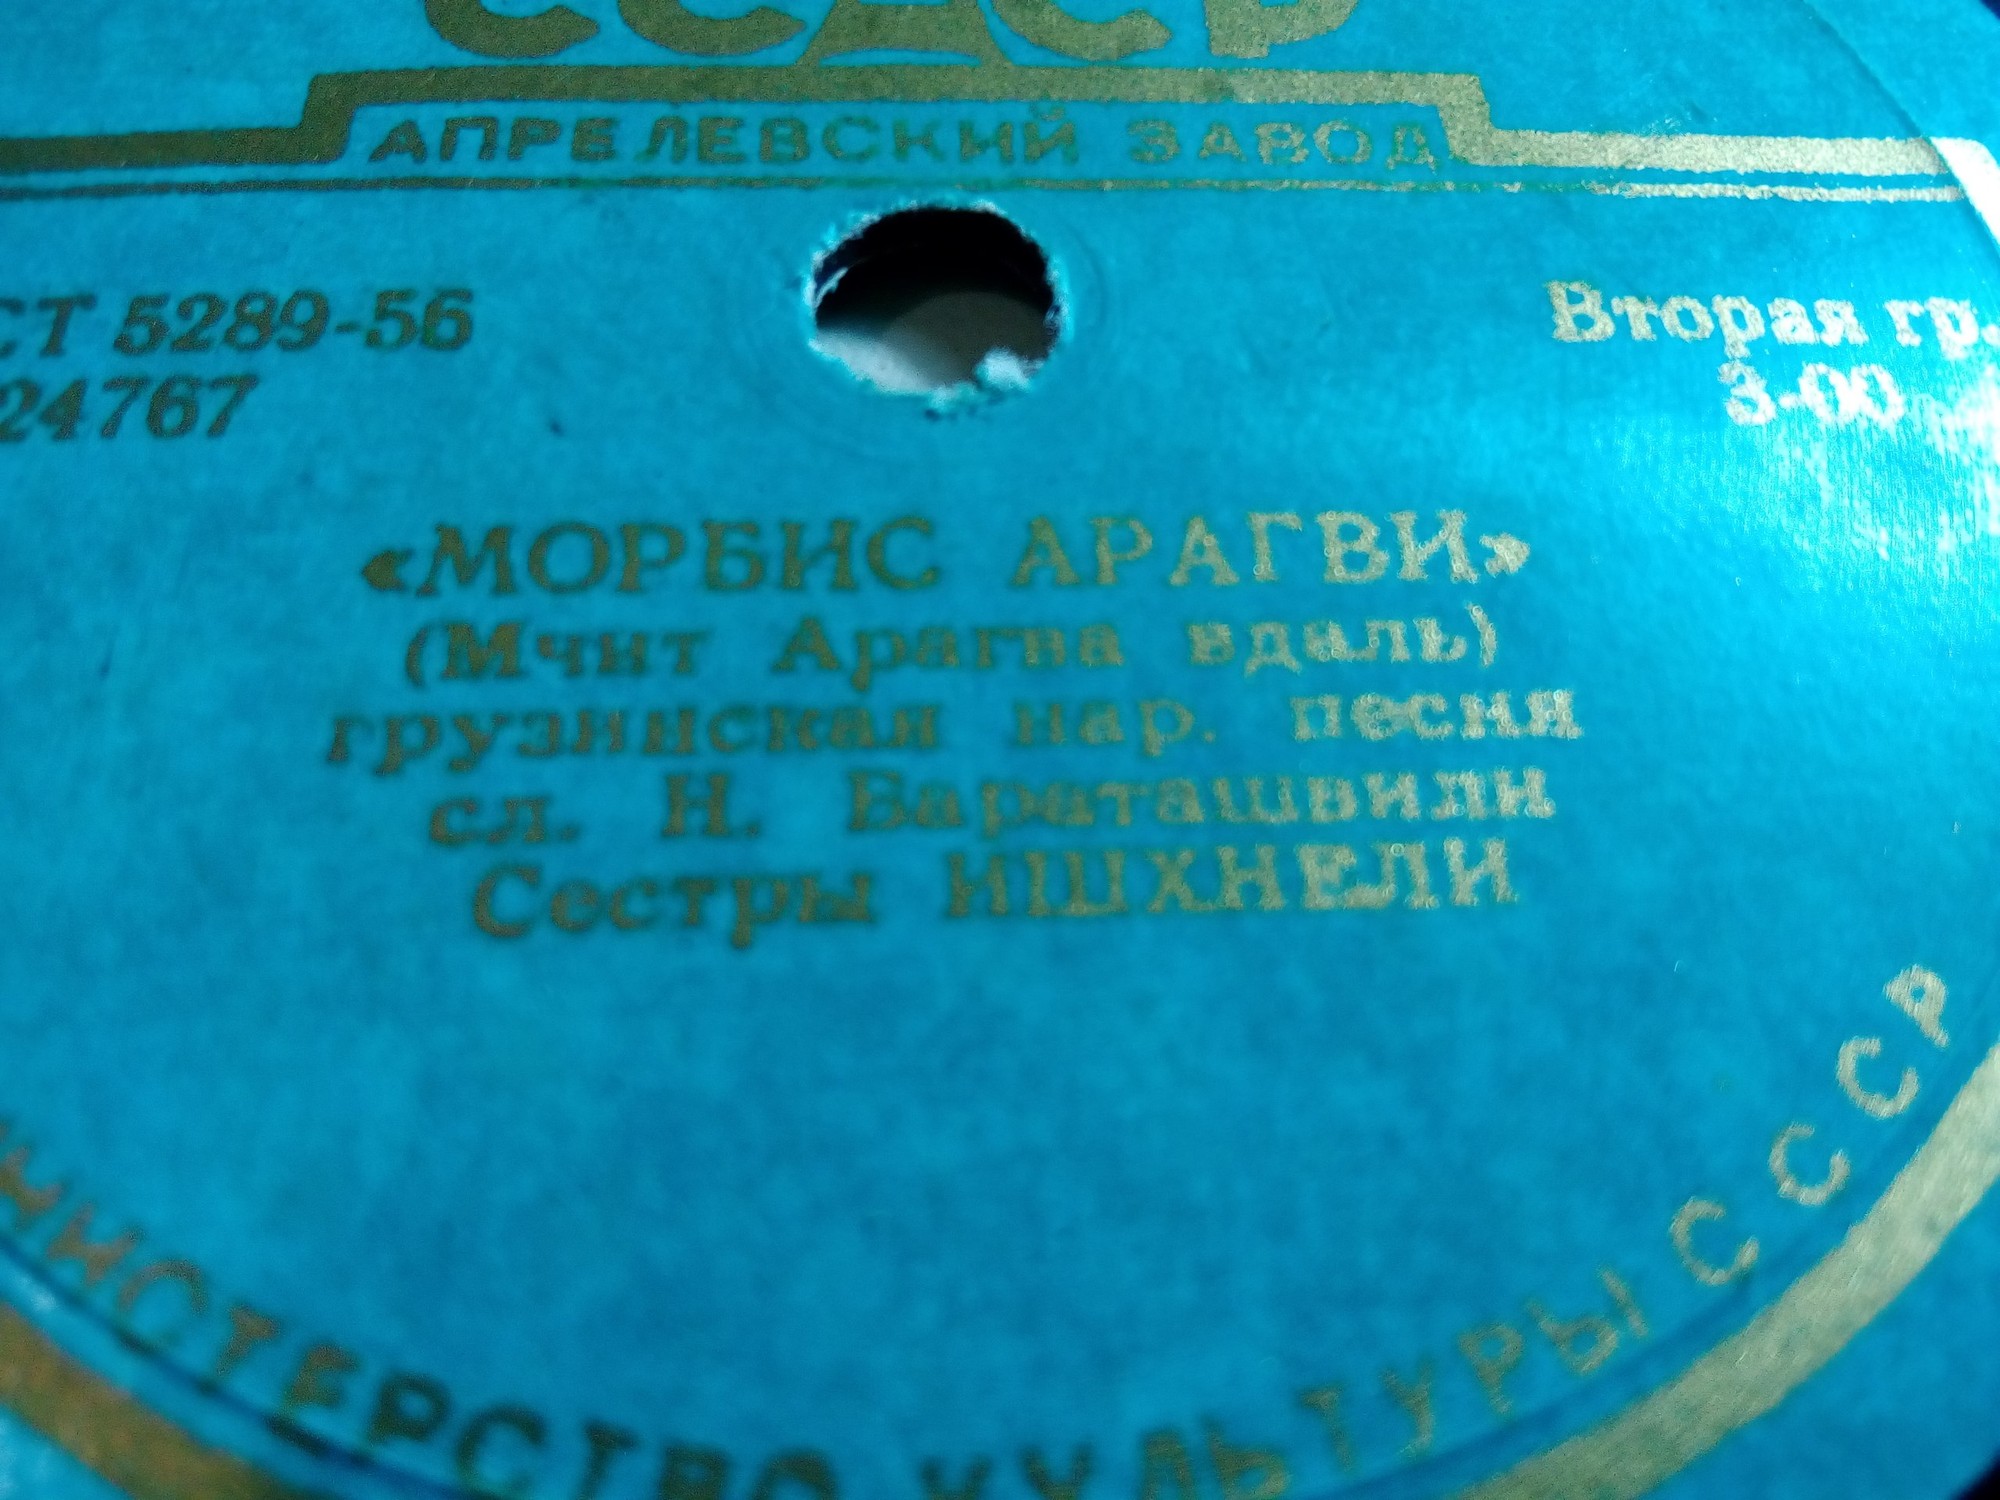 СССР
АПРЕЛЕВСКИЙ ЗАВОД
СТ 5289-56
24767
Вторая гр.
3-00
«МОРБИС АРАГВИ»
(Мчит Арагва вдаль)
грузинская нар. песня
сл. Н. Бараташвили
Сестры ИШХНЕЛИ
НИСТЕРСТВО КУЛЬТУРЫ СССР